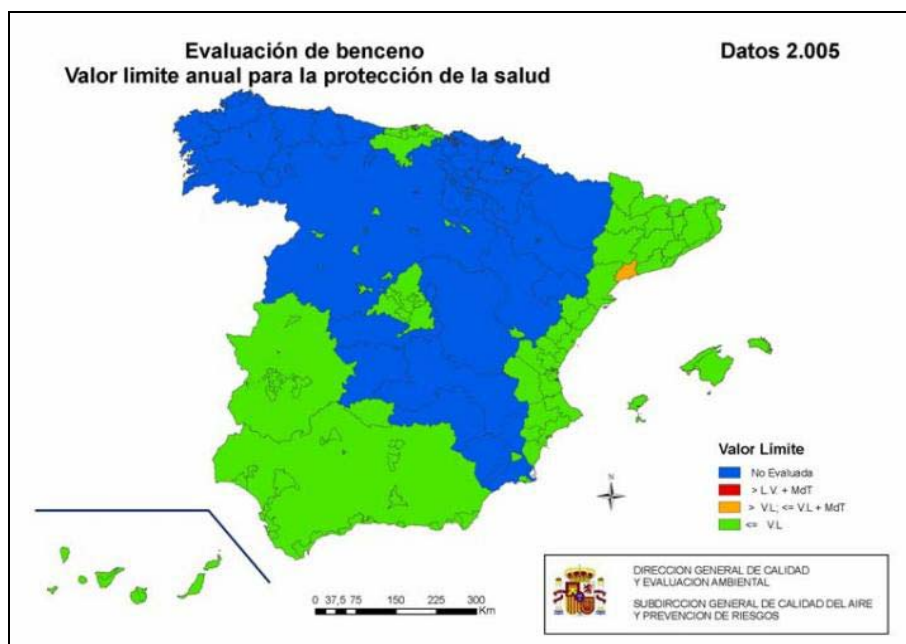 Evaluación de benceno
Valor limite anual para la protección de la salud
Datos 2.005
N
Valor Límite
No Evaluada
> L.V. + MdT
> V.L; <= V.L + MdT
<= V.L
0 37,5 75 150 225 300
Km
DIRECCION GENERAL DE CALIDAD
Y EVALUACION AMBIENTAL
SUBDIRCCION GENERAL DE CALIDAD DEL AIRE
Y PREVENCION DE RIESGOS